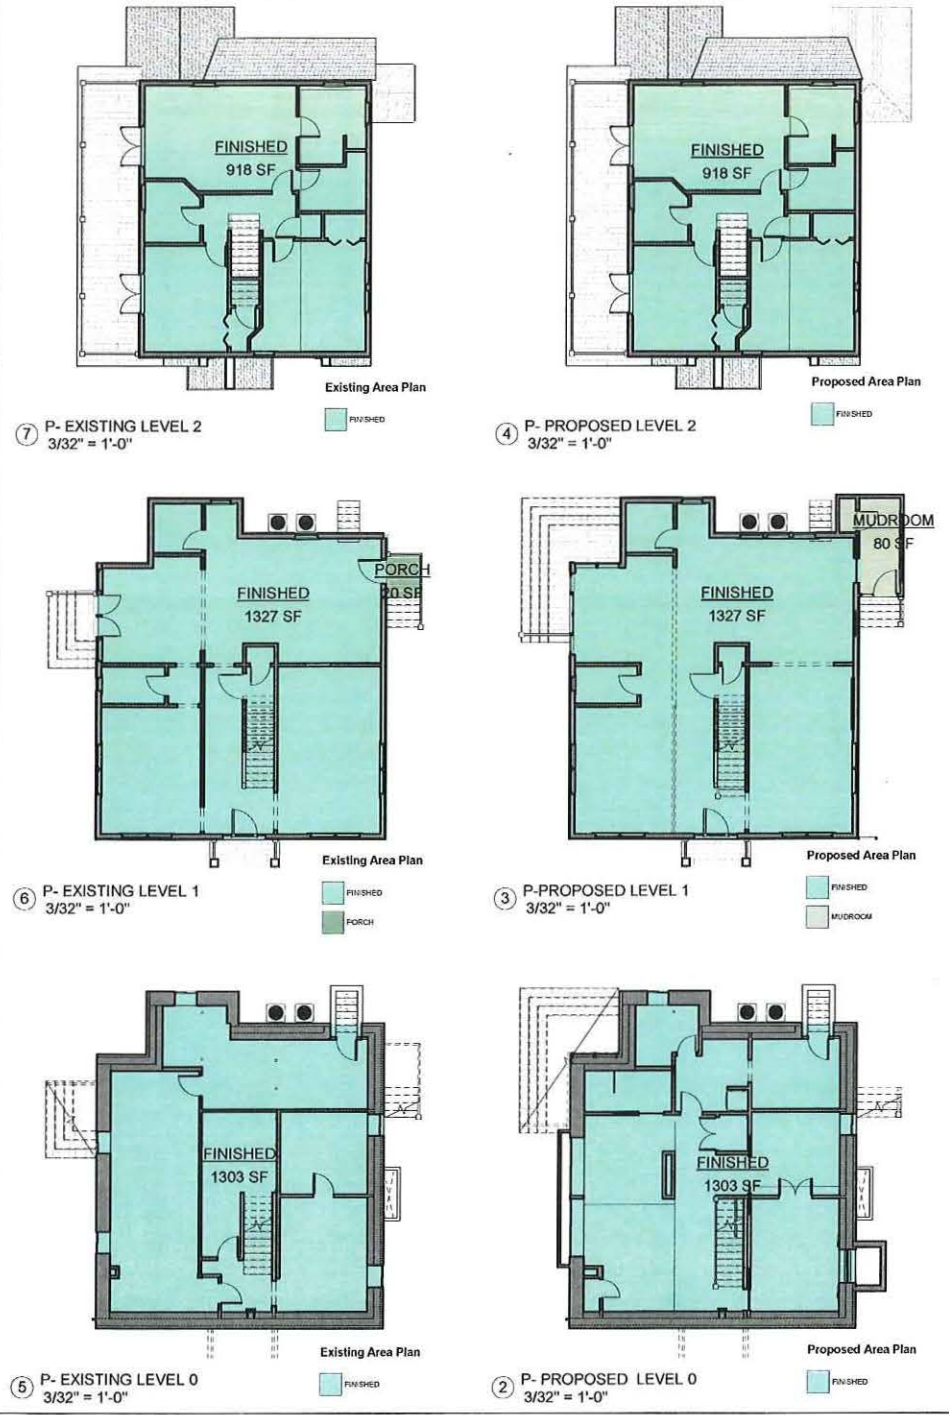 FINISHED
918 SF
Existing Area Plan
FINISHED
7 P- EXISTING LEVEL 2
3/32" = 1'-0"
FINISHED
918 SF
Proposed Area Plan
FINISHED
4 P- PROPOSED LEVEL 2
3/32" = 1'-0"
PORCH
20 SF
FINISHED
1327 SF
Existing Area Plan
FINISHED
PORCH
6 P- EXISTING LEVEL 1
3/32" = 1'-0"
MUDROOM
80 SF
FINISHED
1327 SF
Proposed Area Plan
FINISHED
MUDROOM
3 P-PROPOSED LEVEL 1
3/32" = 1'-0"
FINISHED
1303 SF
Existing Area Plan
FINISHED
5 P- EXISTING LEVEL 0
3/32" = 1'-0"
FINISHED
1303 SF
Proposed Area Plan
FINISHED
2 P- PROPOSED LEVEL 0
3/32" = 1'-0"